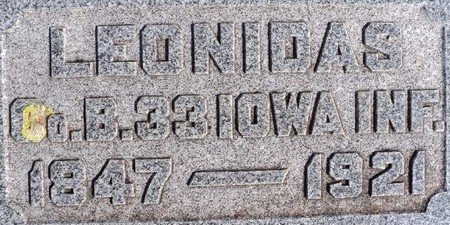 LEONIDAS
Co. B. 33 IOWA INF.
1847 — 1921